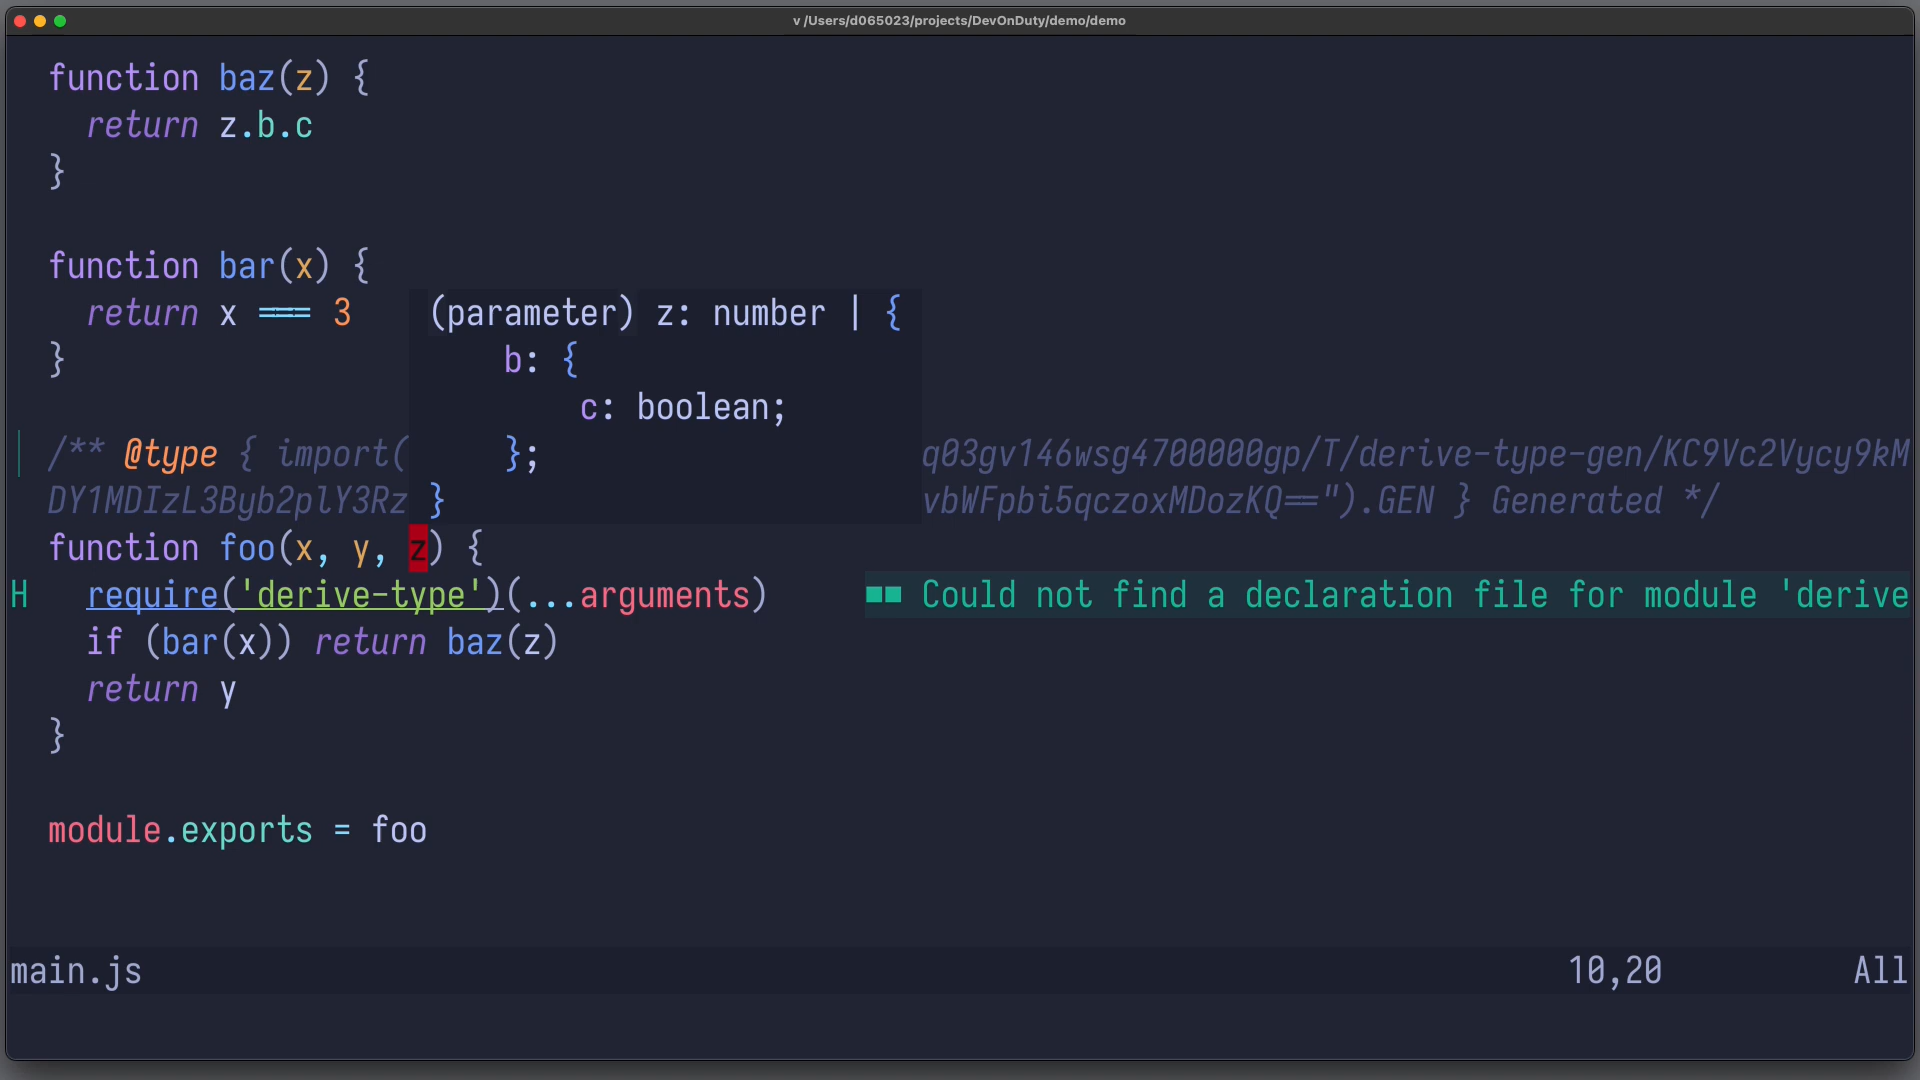 v /Users/d065023/projects/DevOnDuty/demo/demo
function baz(z) {
return z.b.c
}
function bar(x) {
return x === 3
}
(parameter) z: number | {
b: {
c: boolean;
};
}
/** @type { import(
q03gv146wsg4700000gp/T/derive-type-gen/KC9Vc2Vycy9kM
DY1MDIzL3Byb2plY3Rz
vbWFpbi5qczoxMDozKQ==").GEN } Generated */
function foo(x, y, z) {
H require('derive-type')(...arguments) ■■ Could not find a declaration file for module 'derive
if (bar(x)) return baz(z)
return y
}
module.exports = foo
main.js 10,20 All